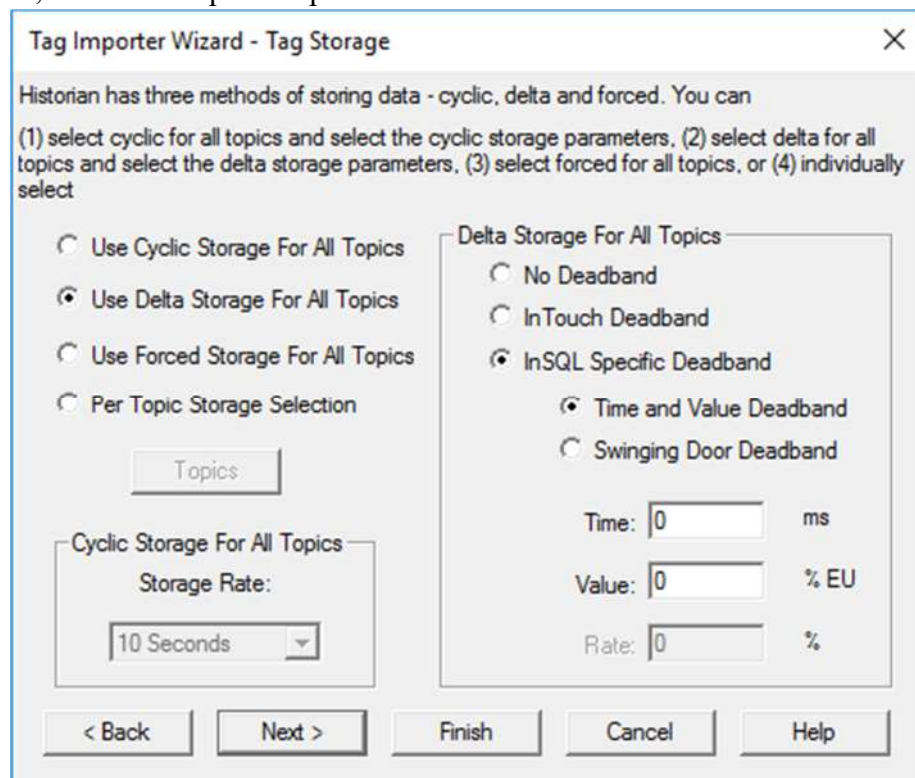 Tag Importer Wizard - Tag Storage
Historian has three methods of storing data - cyclic, delta and forced. You can
(1) select cyclic for all topics and select the cyclic storage parameters, (2) select delta for all
topics and select the delta storage parameters, (3) select forced for all topics, or (4) individually
select
Use Cyclic Storage For All Topics
Use Delta Storage For All Topics
Use Forced Storage For All Topics
Per Topic Storage Selection
Topics
Cyclic Storage For All Topics
Storage Rate:
10 Seconds
Delta Storage For All Topics
No Deadband
InTouch Deadband
InSQL Specific Deadband
Time and Value Deadband
Swinging Door Deadband
Time: 0 ms
Value: 0 % EU
Rate: 0 %
< Back Next > Finish Cancel Help